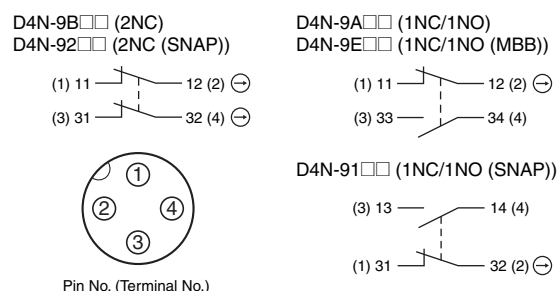 D4N-9B□□ (2NC)
D4N-92□□ (2NC (SNAP))
(1) 11 12 (2) ⊖
(3) 31 32 (4) ⊖
① 
② ④
③
Pin No. (Terminal No.)
D4N-9A□□ (1NC/1NO)
D4N-9E□□ (1NC/1NO (MBB))
(1) 11 12 (2) ⊖
(3) 33 34 (4)
D4N-91□□ (1NC/1NO (SNAP))
(3) 13 14 (4)
(1) 31 32 (2) ⊖